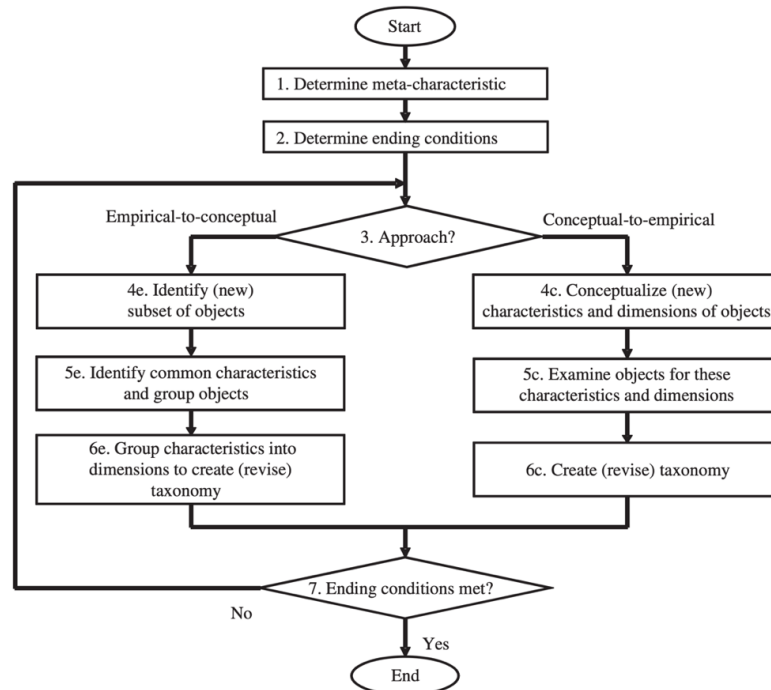 Start
1. Determine meta-characteristic
2. Determine ending conditions
Empirical-to-conceptual
3. Approach?
Conceptual-to-empirical
4e. Identify (new)
subset of objects
5e. Identify common characteristics
and group objects
6e. Group characteristics into
dimensions to create (revise)
taxonomy
4c. Conceptualize (new)
characteristics and dimensions of objects
5c. Examine objects for these
characteristics and dimensions
6c. Create (revise) taxonomy
7. Ending conditions met?
No
Yes
End